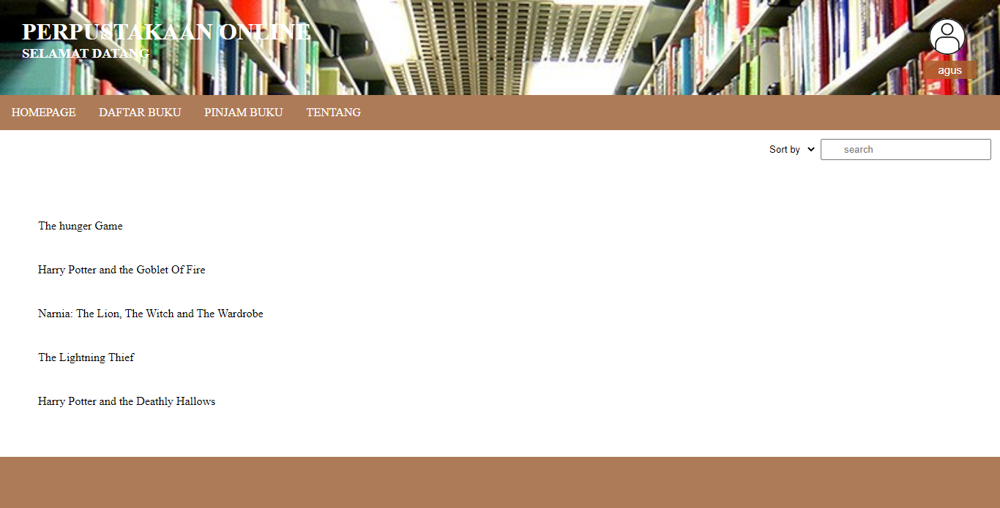 PERPUSTAKAAN ONLINE
SELAMAT DATANG
agus
HOMEPAGE DAFTAR BUKU PINJAM BUKU TENTANG
Sort by search
The hunger Game
Harry Potter and the Goblet Of Fire
Narnia: The Lion, The Witch and The Wardrobe
The Lightning Thief
Harry Potter and the Deathly Hallows